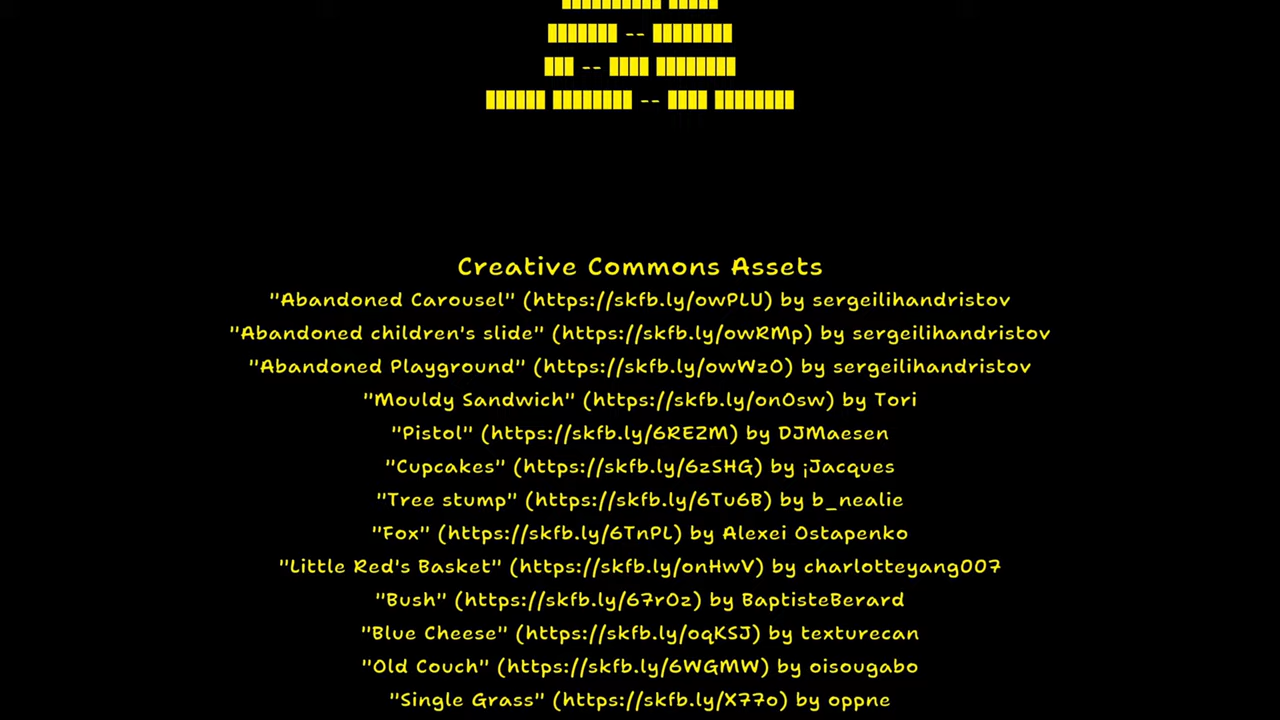 Creative Commons Assets
"Abandoned Carousel" (https://skfb.ly/owPLU) by sergeilihandristov
"Abandoned children's slide" (https://skfb.ly/owRMp) by sergeilihandristov
"Abandoned Playground" (https://skfb.ly/owWzO) by sergeilihandristov
"Mouldy Sandwich" (https://skfb.ly/onOsw) by Tori
"Pistol" (https://skfb.ly/6REZM) by DJMaesen
"Cupcakes" (https://skfb.ly/6zSHG) by ¡Jacques
"Tree stump" (https://skfb.ly/6Tu6B) by b_nealie
"Fox" (https://skfb.ly/6TnPL) by Alexei Ostapenko
"Little Red's Basket" (https://skfb.ly/onHwV) by charlotteyang007
"Bush" (https://skfb.ly/67rOz) by BaptisteBerard
"Blue Cheese" (https://skfb.ly/oqKSJ) by texturecan
"Old Couch" (https://skfb.ly/6WGMW) by oisougabo
"Single Grass" (https://skfb.ly/X77o) by oppne